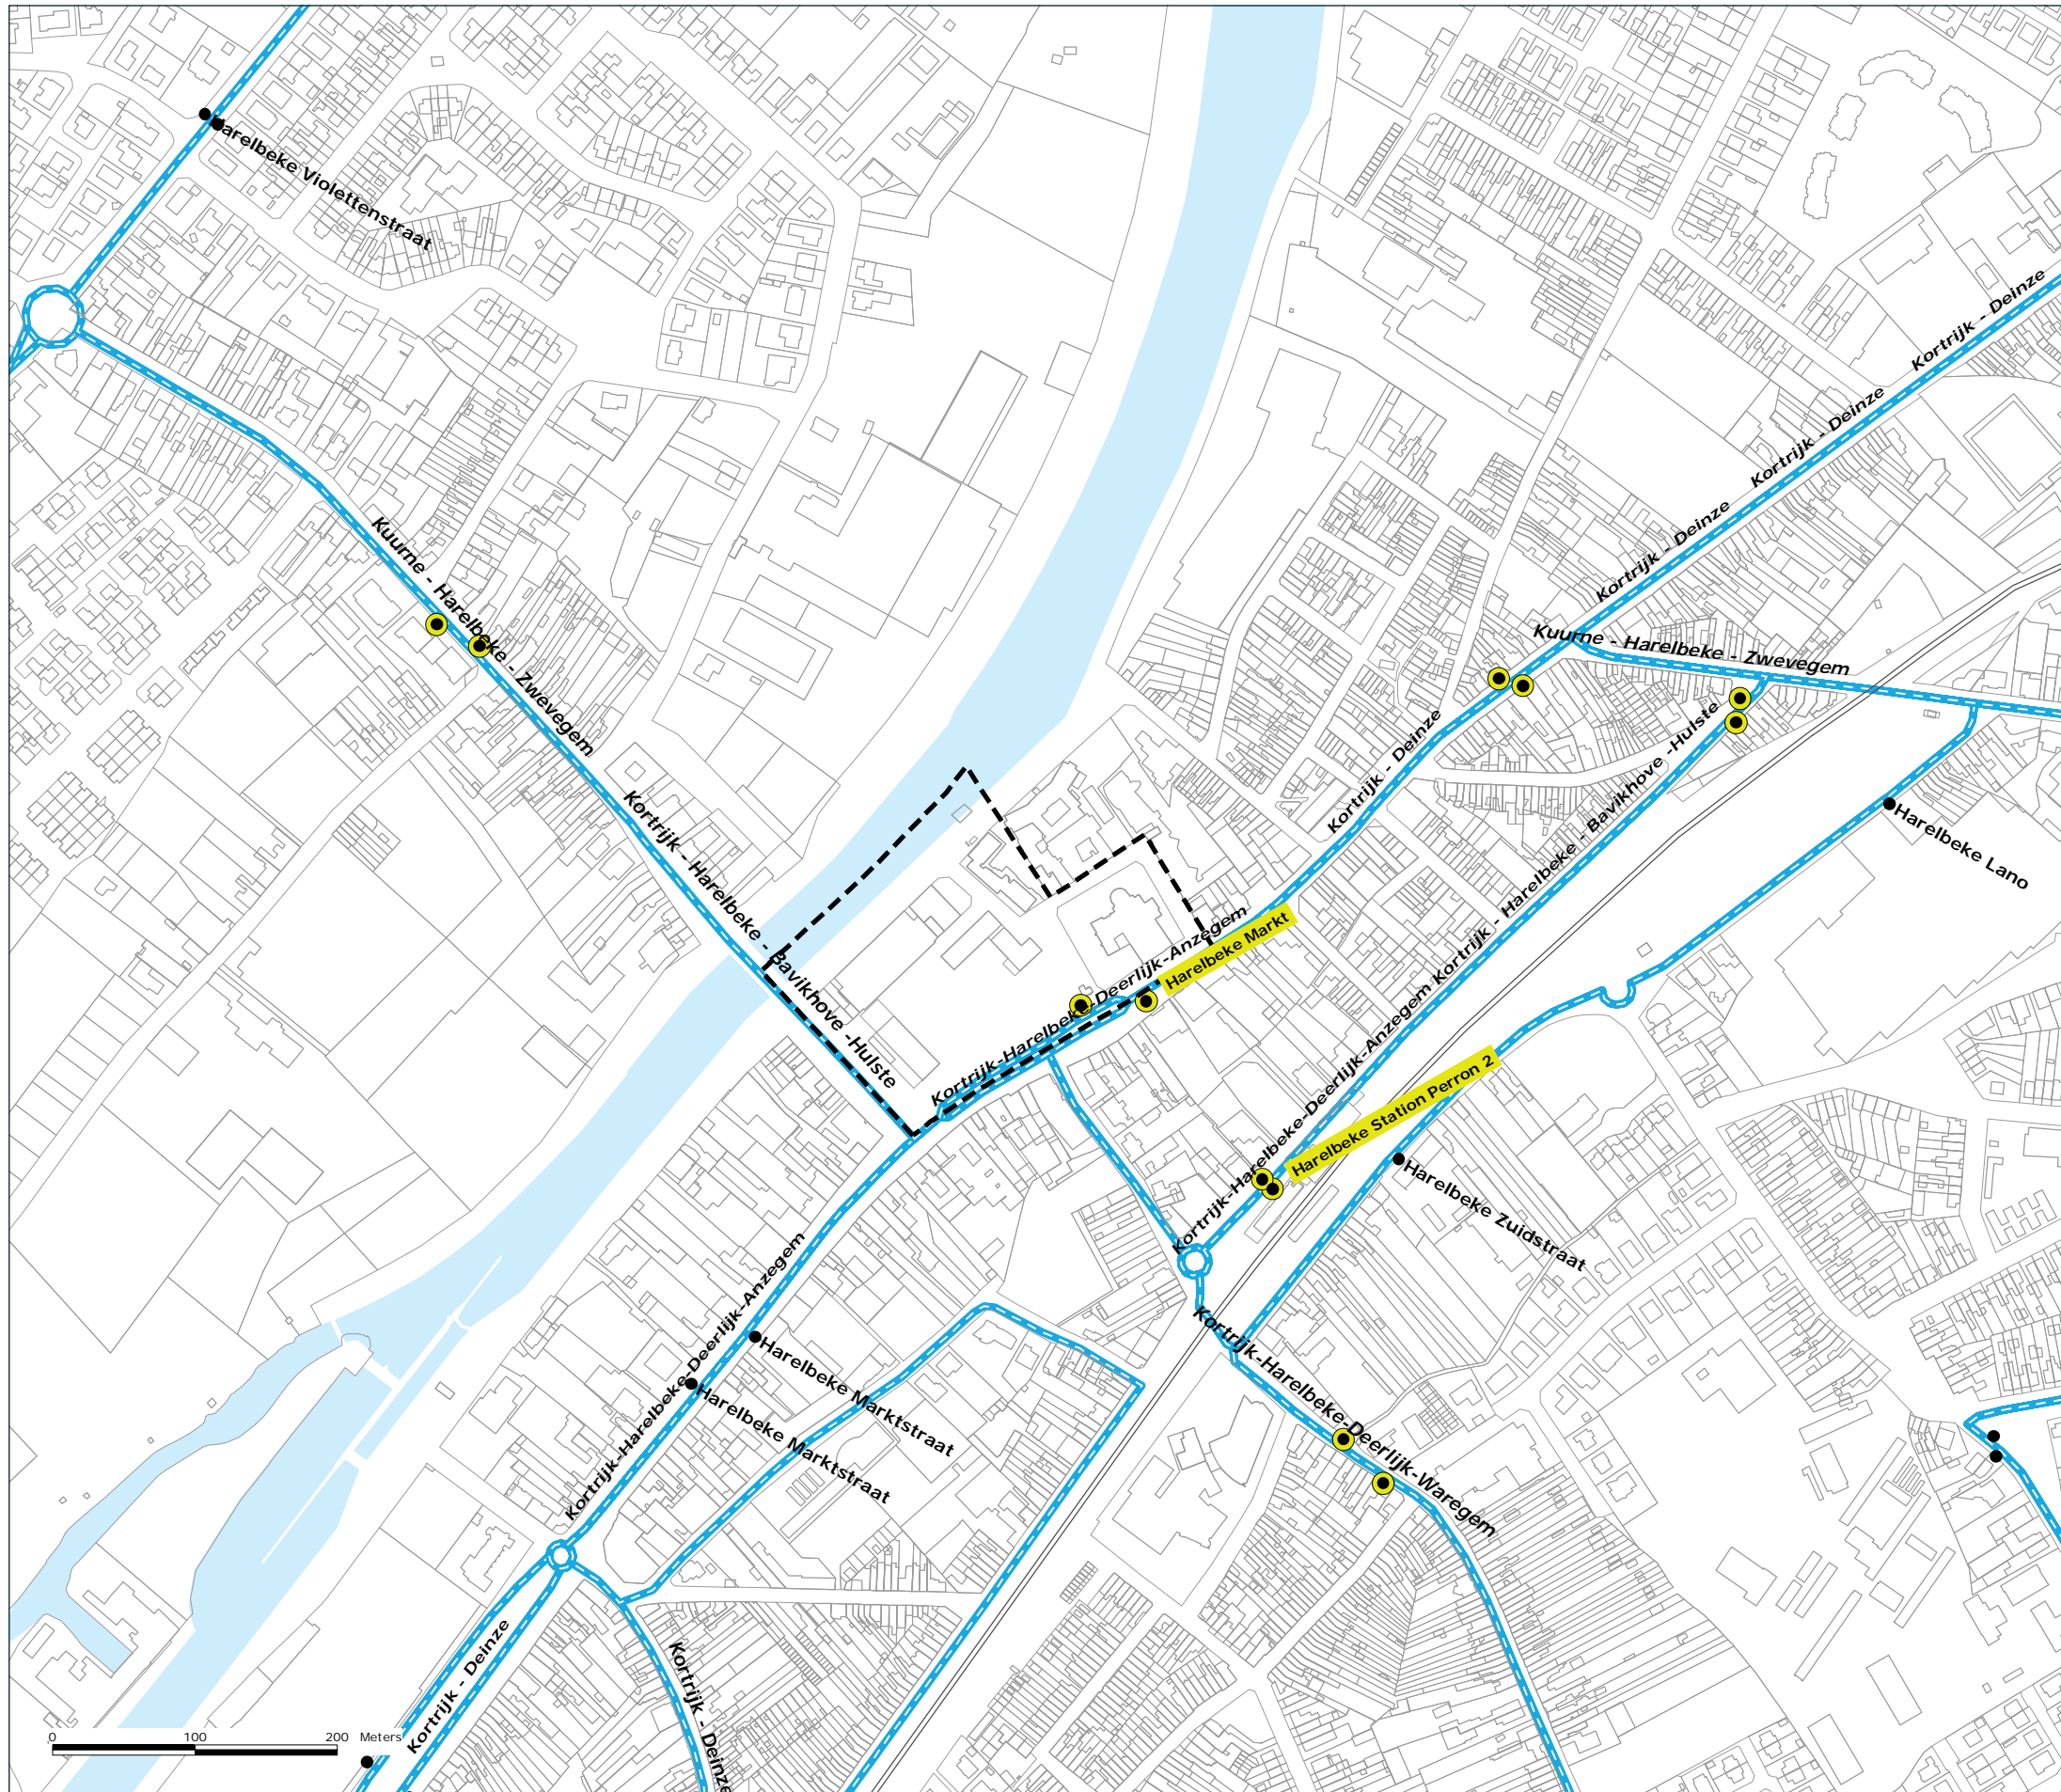 Harelbeke Violettenstraat
Kortrijk - Deinze
Kortrijk - Deinze
Kortrijk - Deinze
Kuurne - Harelbeke - Zwevegem
Kuurne - Harelbeke - Zwevegem
Kortrijk - Deinze
Kortrijk - Harelbeke - Bavikhove -Hulste
Kortrijk - Harelbeke - Bavikhove -Hulste
Harelbeke Lano
Kortrijk-Harelbeke-Deerlijk-Anzegem
Harelbeke Markt
Kortrijk-Harelbeke-Deerlijk-Anzegem
Harelbeke Station Perron 2
Harelbeke Zuidstraat
Kortrijk-Harelbeke-Deerlijk-Anzegem
Harelbeke Marktstraat
Harelbeke Marktstraat
Kortrijk-Harelbeke-Deerlijk-Waregem
Kortrijk - Deinze
Kortrijk - Deinze
0 100 200 Meters